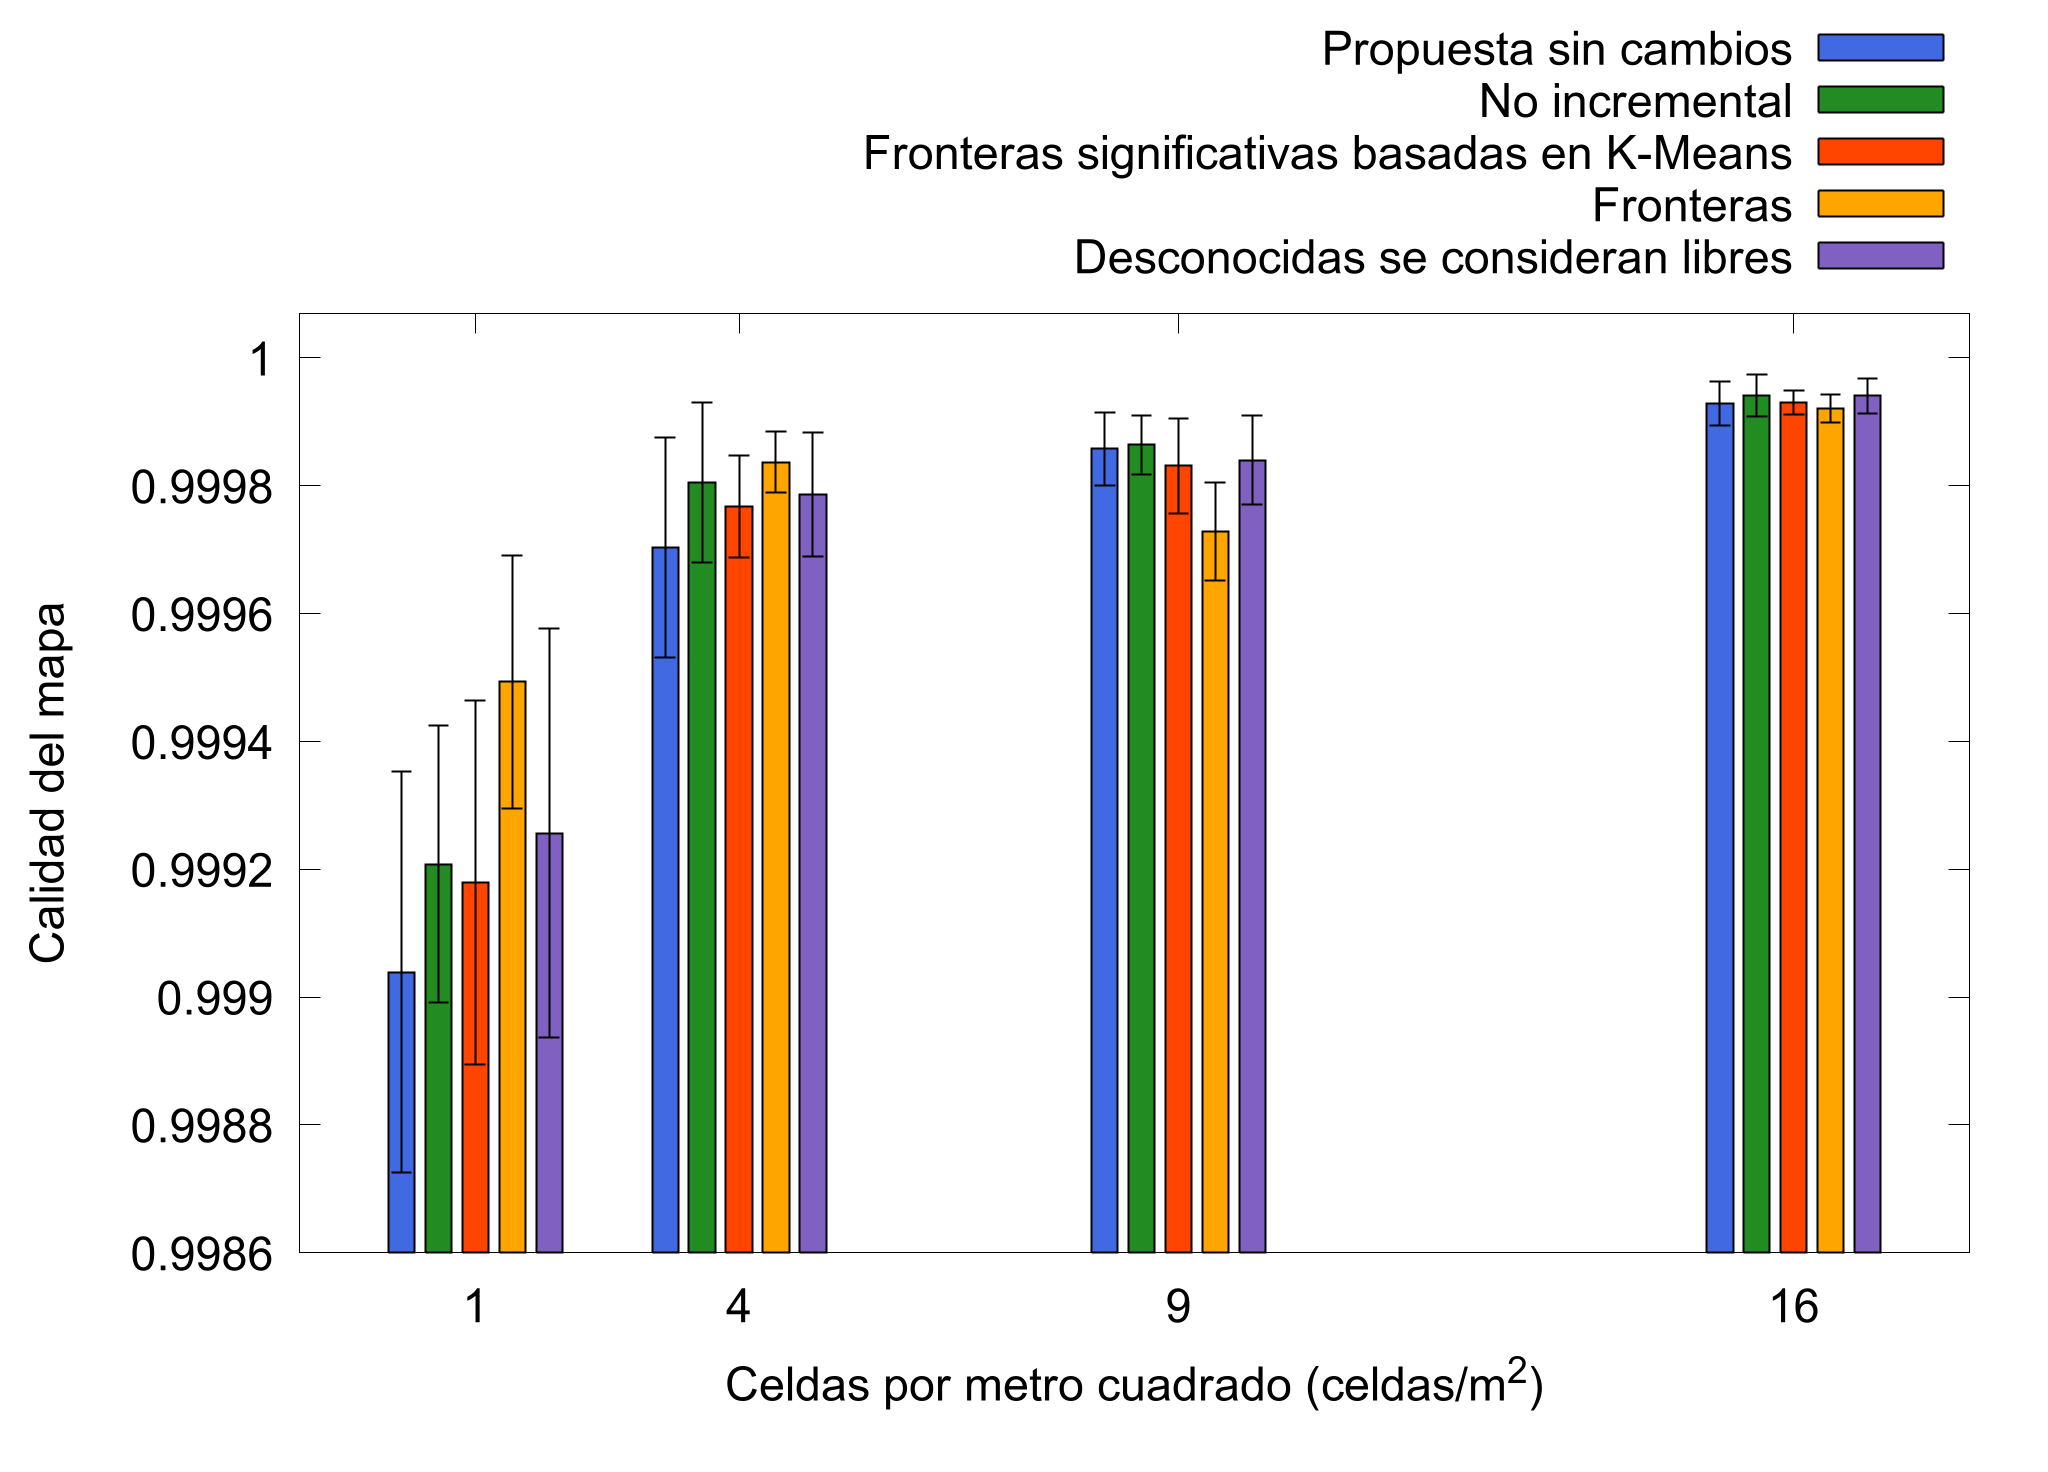 Propuesta sin cambios
No incremental
Fronteras significativas basadas en K-Means
Fronteras
Desconocidas se consideran libres
1
0.9998
0.9996
0.9994
0.9992
0.999
0.9988
0.9986
Calidad del mapa
1 4 9 16
Celdas por metro cuadrado (celdas/m²)